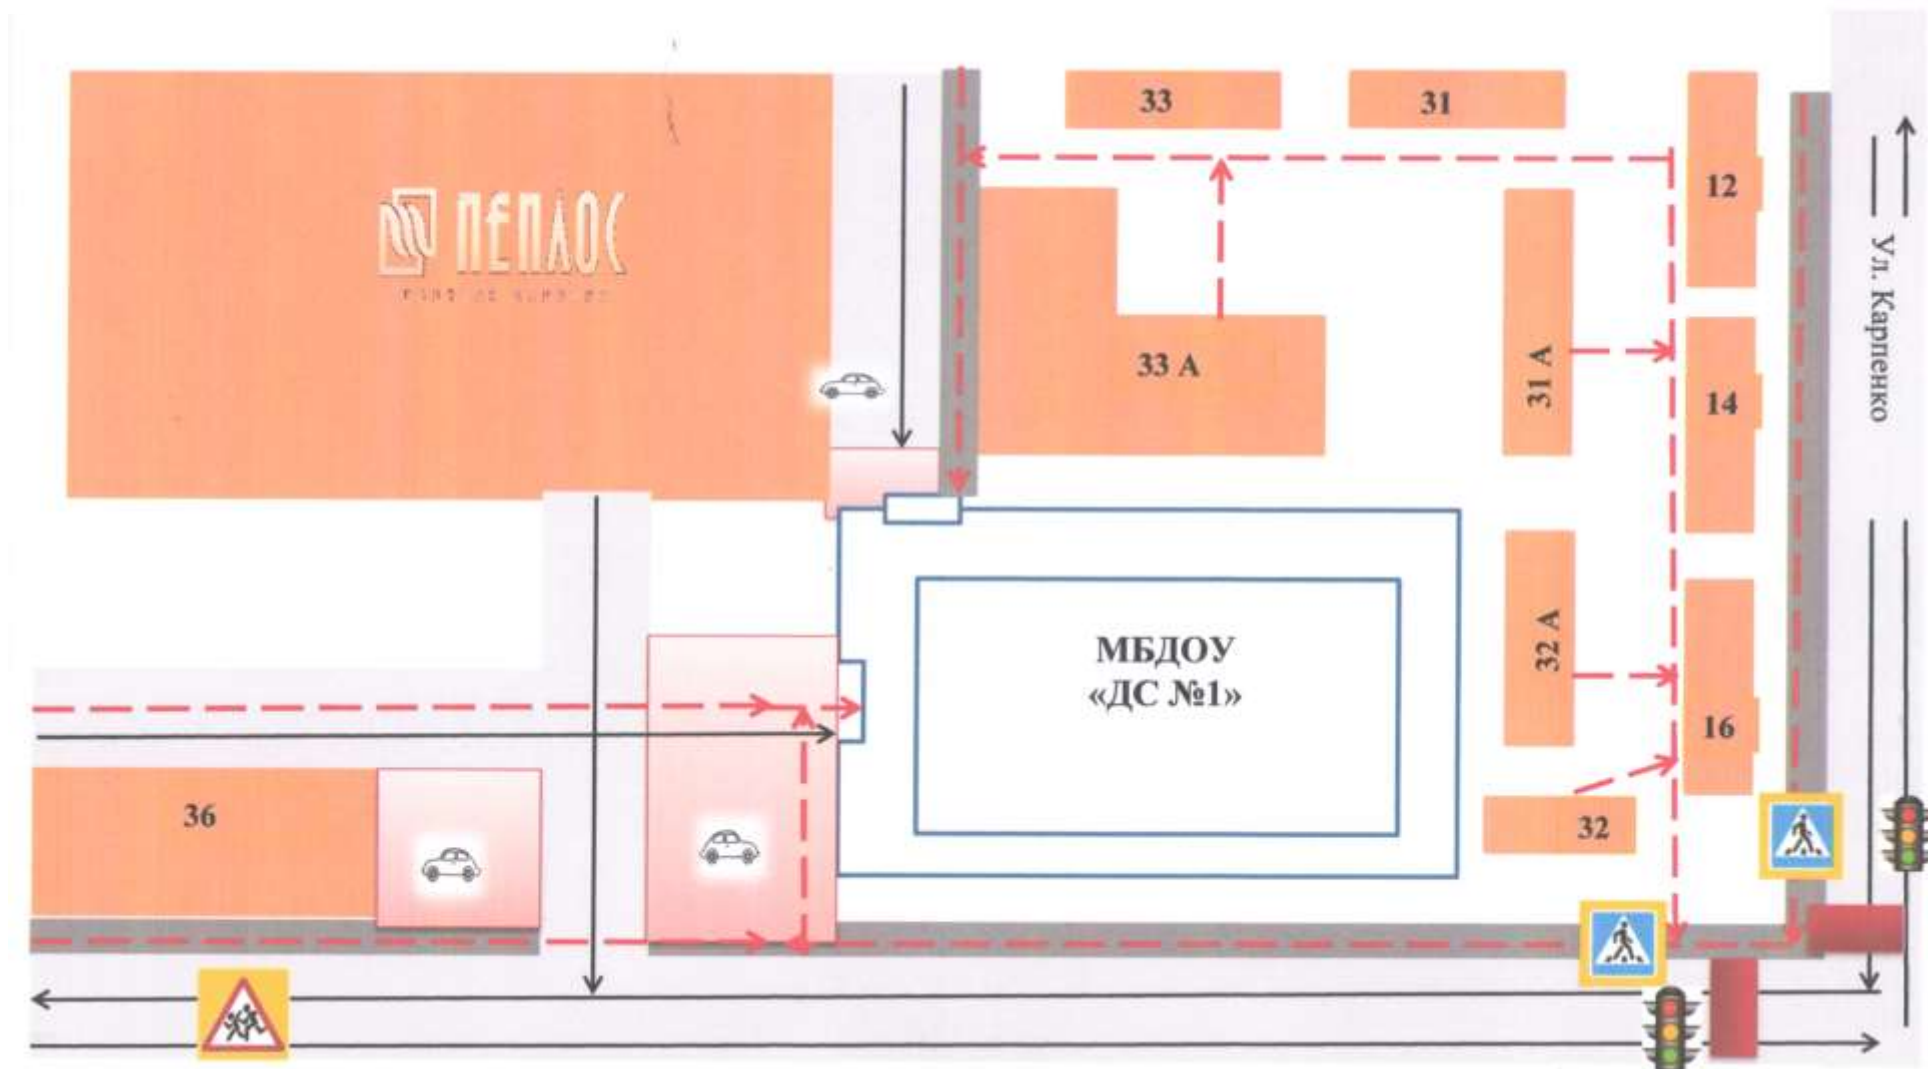 33
31
12
ПЕПЛОС
33 А
31 А
14
Ул. Карпенко
МБДОУ
«ДС №1»
32 А
16
36
32